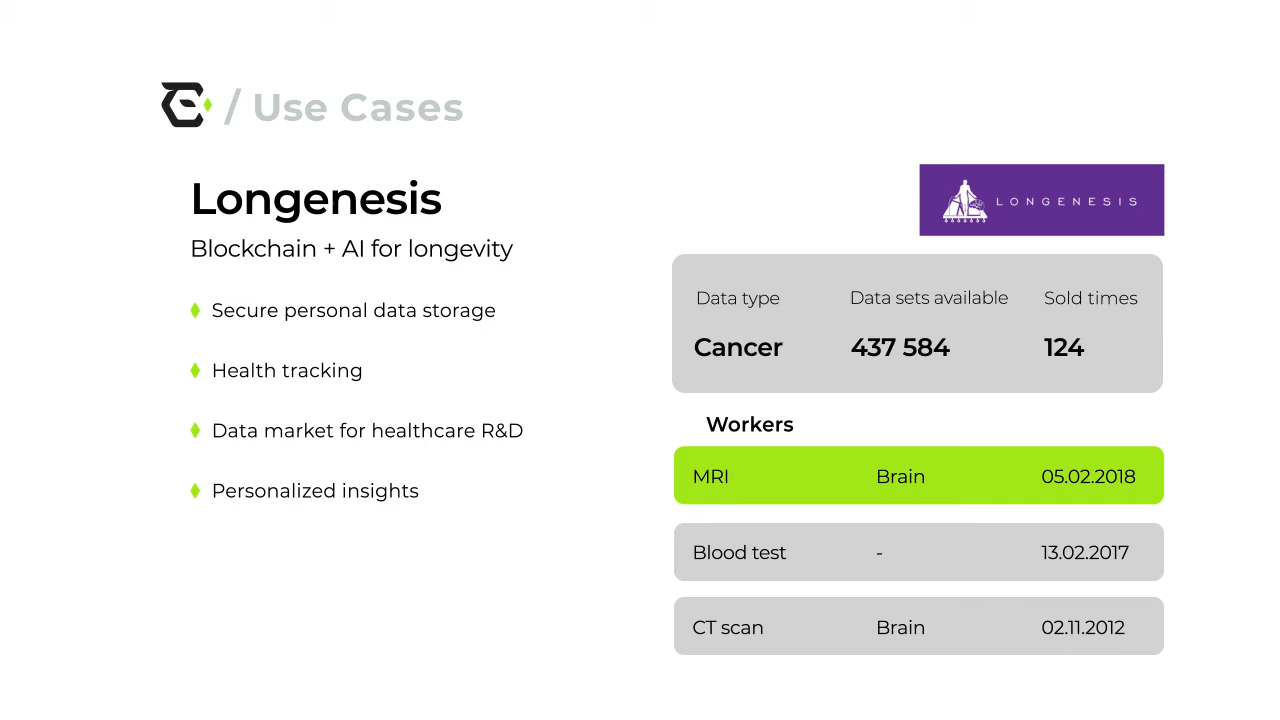 / Use Cases
Longenesis
Blockchain + AI for longevity
Secure personal data storage
Health tracking
Data market for healthcare R&D
Personalized insights
LONGENESIS
Data type Data sets available Sold times
Cancer 437 584 124
Workers
MRI Brain 05.02.2018
Blood test - 13.02.2017
CT scan Brain 02.11.2012